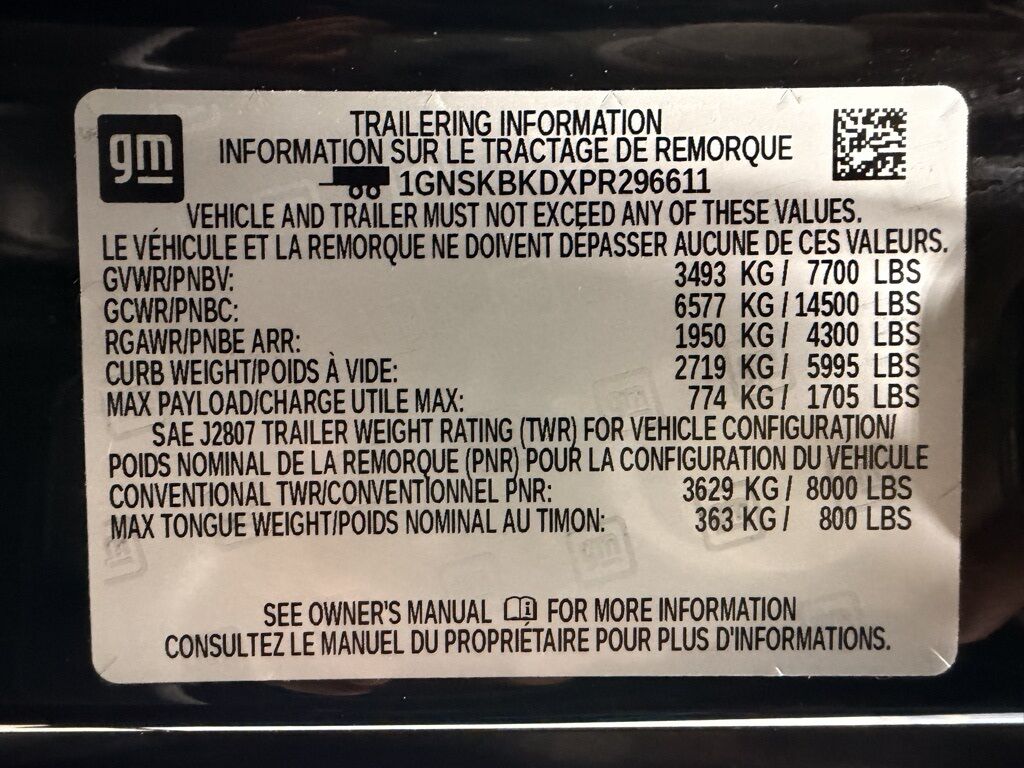 gm
TRAILERING INFORMATION
INFORMATION SUR LE TRACTAGE DE REMORQUE
1GNSKBKDXPR296611
VEHICLE AND TRAILER MUST NOT EXCEED ANY OF THESE VALUES.
LE VÉHICULE ET LA REMORQUE NE DOIVENT DÉPASSER AUCUNE DE CES VALEURS.
GVWR/PNBV: 3493 KG / 7700 LBS
GCWR/PNBC: 6577 KG / 14500 LBS
RGAWR/PNBE ARR: 1950 KG / 4300 LBS
CURB WEIGHT/POIDS À VIDE: 2719 KG / 5995 LBS
MAX PAYLOAD/CHARGE UTILE MAX: 774 KG / 1705 LBS
SAE J2807 TRAILER WEIGHT RATING (TWR) FOR VEHICLE CONFIGURATION/
POIDS NOMINAL DE LA REMORQUE (PNR) POUR LA CONFIGURATION DU VÉHICULE
CONVENTIONAL TWR/CONVENTIONNEL PNR: 3629 KG / 8000 LBS
MAX TONGUE WEIGHT/POIDS NOMINAL AU TIMON: 363 KG / 800 LBS
SEE OWNER'S MANUAL FOR MORE INFORMATION
CONSULTEZ LE MANUEL DU PROPRIÉTAIRE POUR PLUS D'INFORMATIONS.